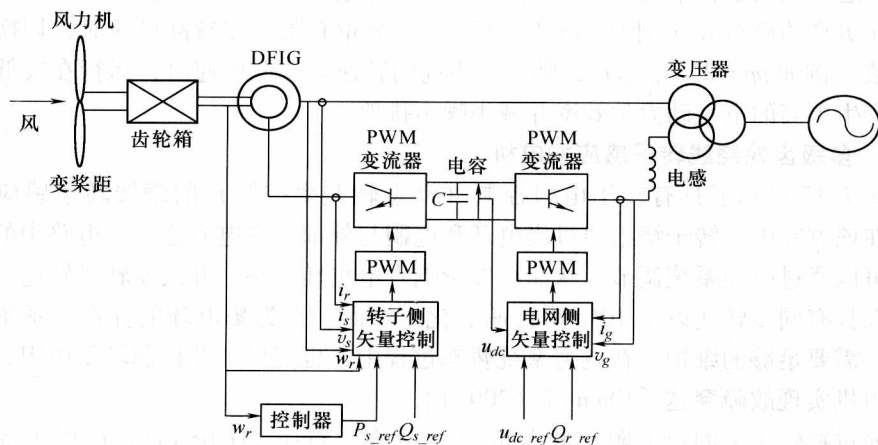 风力机
DFIG
变压器
风
齿轮箱
PWM
变流器
电容
PWM
变流器
电感
变桨距
C
PWM
PWM
i_r
i_s
v_s
w_r
转子侧
矢量控制
u_dc
电网侧
矢量控制
i_g
v_g
w_r
控制器
P_s_ref Q_s_ref
u_dc_ref Q_r_ref